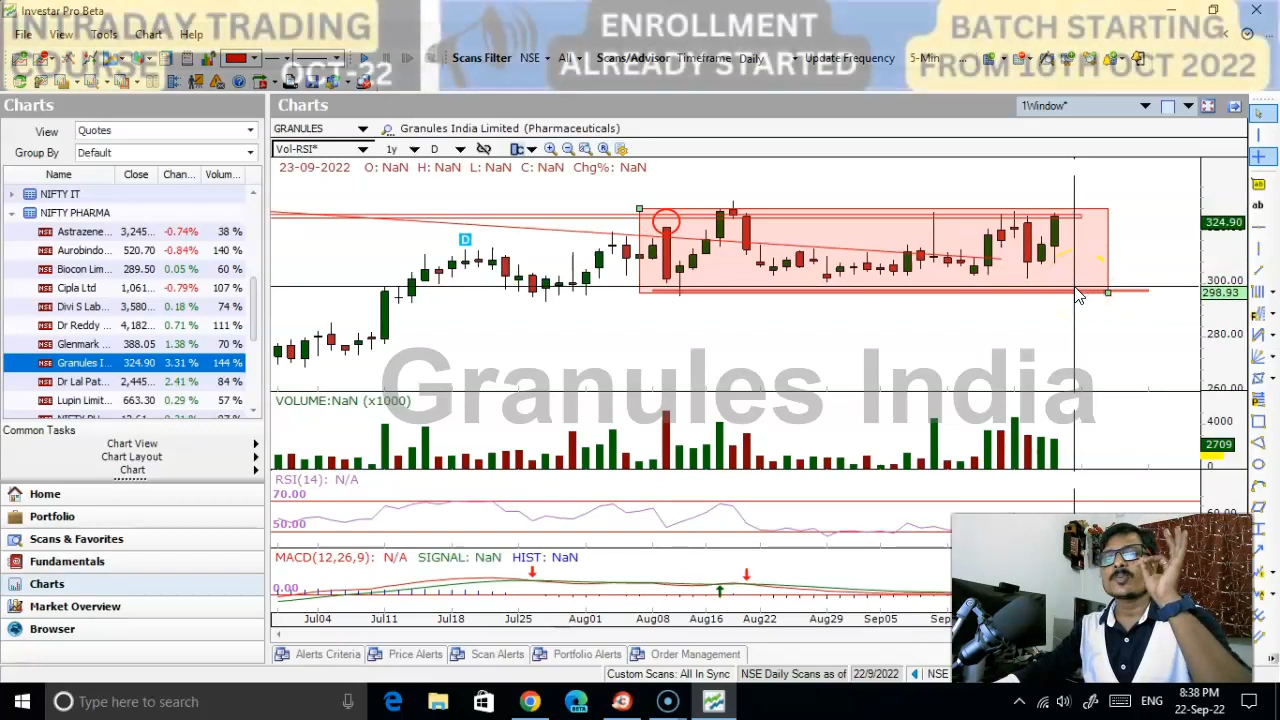 Investar Pro Beta
INTRADAY TRADING
ENROLLMENT
ALREADY STARTED
BATCH STARTING
FROM 10TH OCT 2022
File View Tools Chart Help
Scans Filter NSE All Scans/Advisor Timeframe Daily Update Frequency 5-Min ...
Charts
View Quotes
Group By Default
Name Close Chan... Volum...
NIFTY IT
NIFTY PHARMA
NSE Astrazene... 3,245... -0.74% 38 %
NSE Aurobindo... 520.70 -0.84% 140 %
NSE Biocon Lim... 289.50 0.05 % 60 %
NSE Cipla Ltd 1,061... -0.79% 107 %
NSE Divi S Lab... 3,580... 0.18 % 74 %
NSE Dr Reddy ... 4,182... 0.71 % 111 %
NSE Glenmark ... 388.05 1.38 % 70 %
NSE Granules I... 324.90 3.31 % 144 %
NSE Dr Lal Pat... 2,445... 2.41 % 84 %
NSE Lupin Limit... 663.30 0.29 % 57 %
Common Tasks
Chart View
Chart Layout
Chart
Home
Portfolio
Scans & Favorites
Fundamentals
Charts
Market Overview
Browser
Charts
1Window*
GRANULES Granules India Limited (Pharmaceuticals)
Vol-RSI* 1y D
23-09-2022 O: NaN H: NaN L: NaN C: NaN Chg%: NaN
D
324.90
300.00
298.93
280.00
260.00
Granules India
VOLUME:NaN (x1000)
4000
2709
0
RSI(14): N/A
70.00
50.00
MACD(12,26,9): N/A SIGNAL: NaN HIST: NaN
0.00
Jul04 Jul11 Jul18 Jul25 Aug01 Aug08 Aug16 Aug22 Aug29 Sep05
Alerts Criteria Price Alerts Scan Alerts Portfolio Alerts Order Management
Custom Scans: All In Sync NSE Daily Scans as of 22/9/2022 NSE
ab
Type here to search
ENG
8:38 PM
22-Sep-22